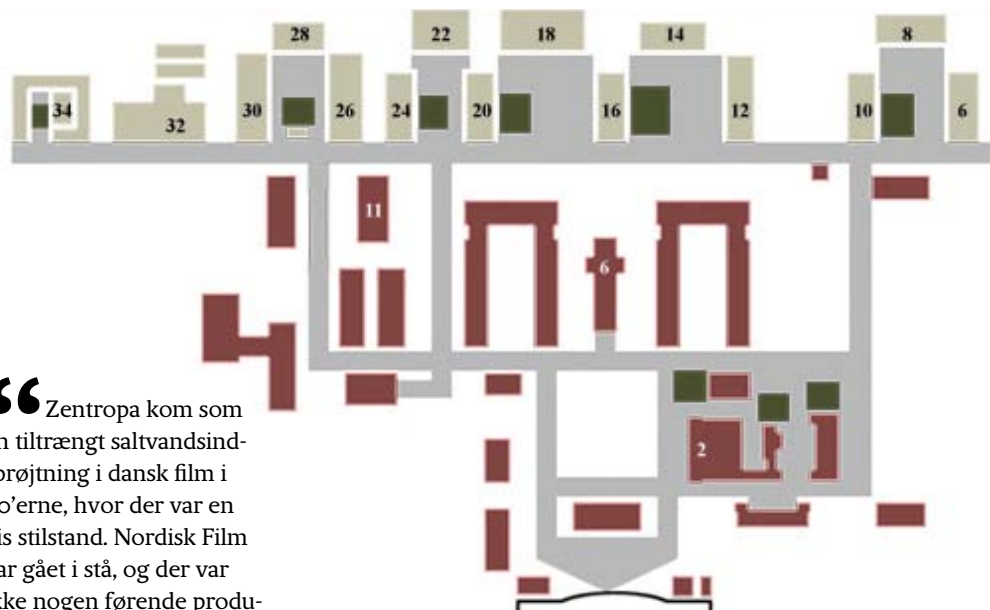 28
22
18
14
8
34
32
30
26
24
20
16
12
10
6
11
6
2
“ Zentropa kom som
n tiltrængt saltvandsind-
prøjtning i dansk film i
0’erne, hvor der var en
is stilstand. Nordisk Film
ar gået i stå, og der var
kke nogen førende produ-